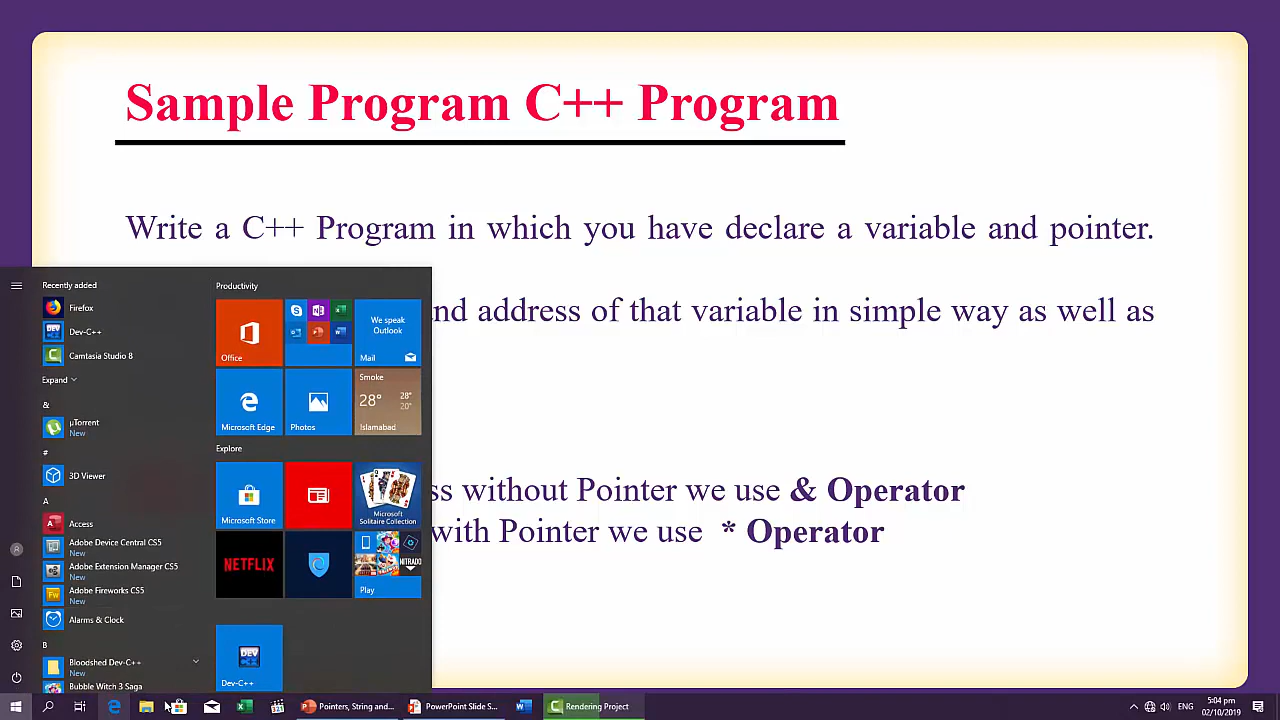 Sample Program C++ Program
Write a C++ Program in which you have declare a variable and pointer.
nd address of that variable in simple way as well as
ss without Pointer we use & Operator
with Pointer we use * Operator
Recently added
Firefox
Dev-C++
Camtasia Studio 8
Expand
&
µTorrent
New
#
3D Viewer
A
Access
Adobe Device Central CS5
New
Adobe Extension Manager CS5
New
Adobe Fireworks CS5
New
Alarms & Clock
B
Bloodshed Dev-C++
New
Bubble Witch 3 Saga
Productivity
Office
We speak
Outlook
Mail
Microsoft Edge
Photos
Smoke
28° 28°
20°
Islamabad
Explore
Microsoft Store
Microsoft
Solitaire Collection
NETFLIX
NITRADO
Play
DEV
Dev-C++
Pointers, String and...
PowerPoint Slide S...
Rendering Project
ENG
5:04 pm
02/10/2019